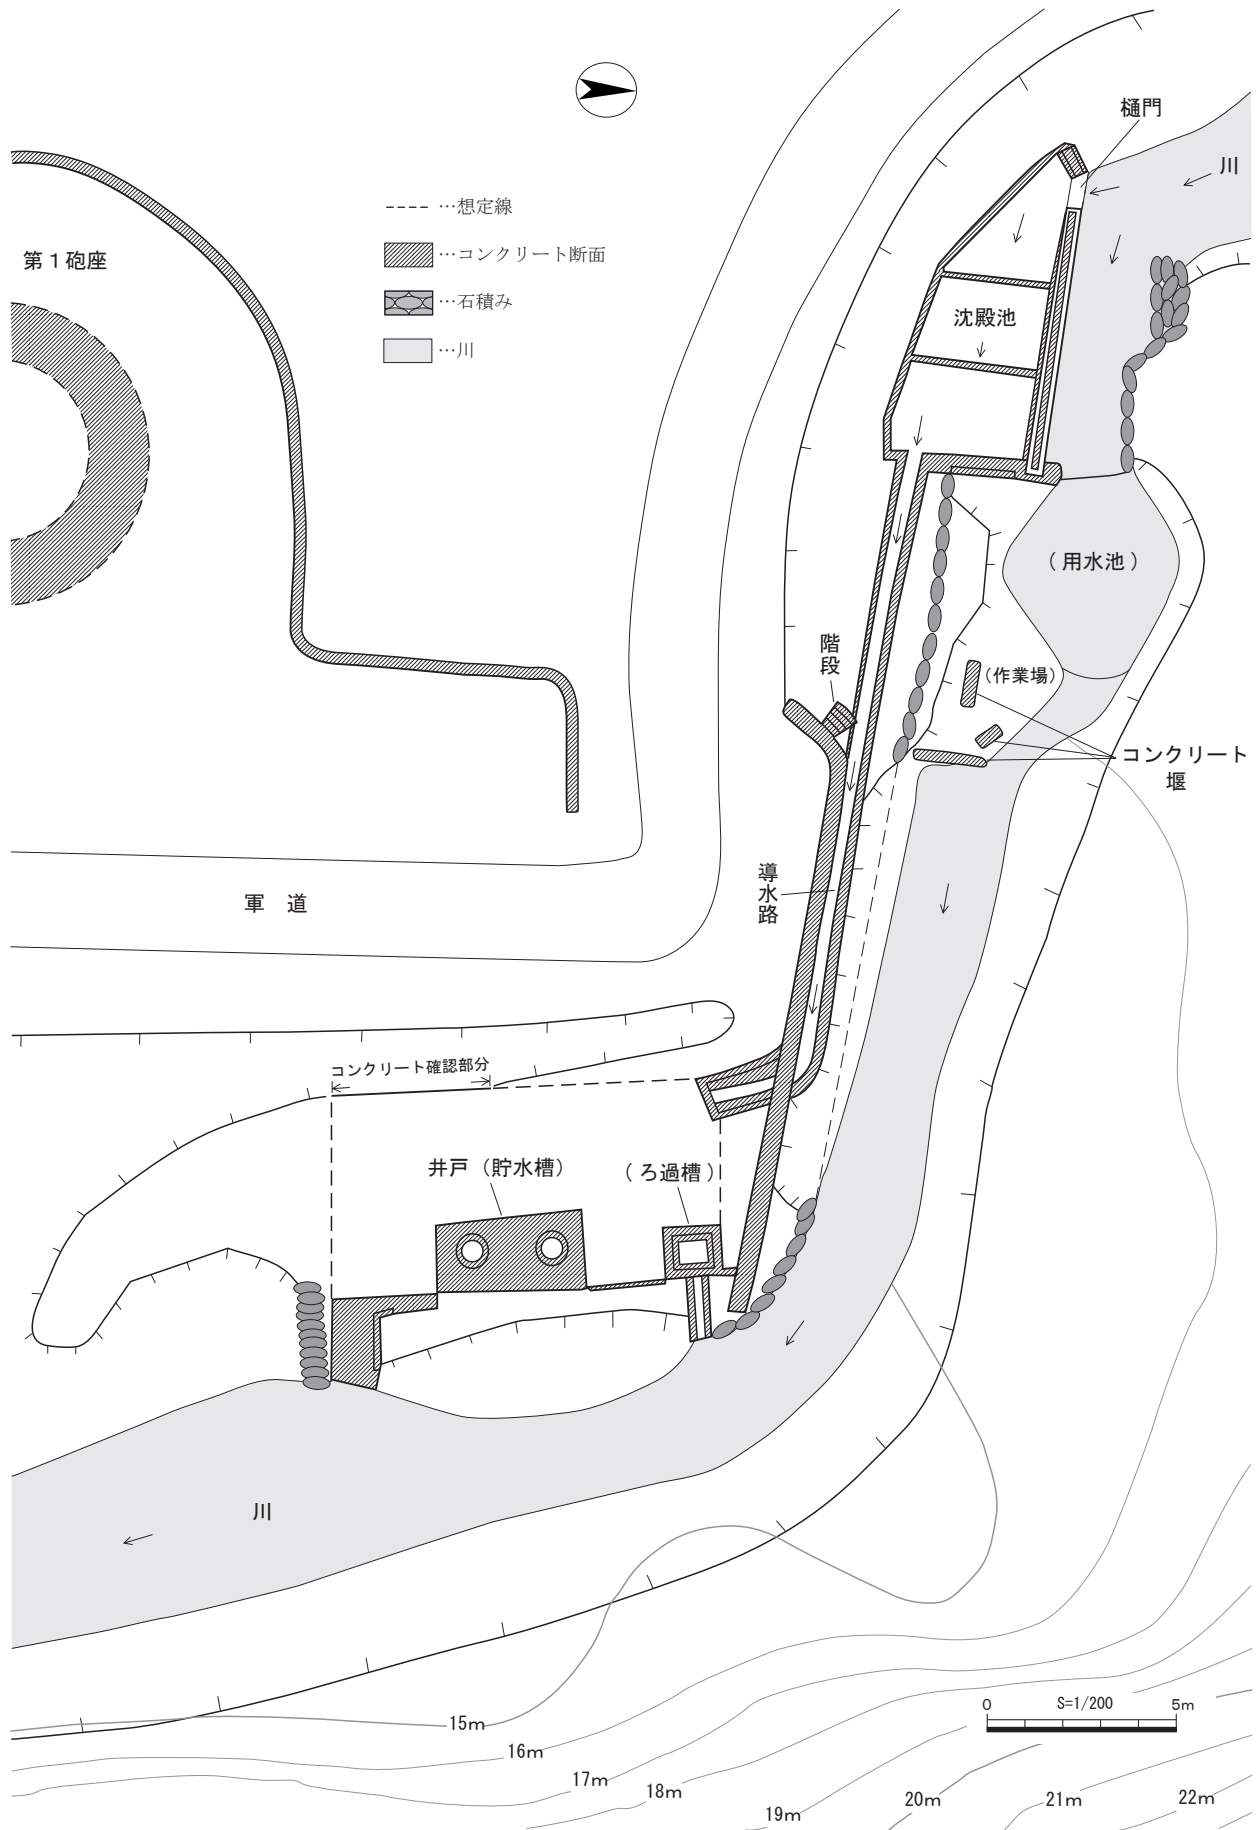 樋門
川
…想定線
…コンクリート断面
…石積み
…川
第1砲座
沈殿池
(用水池)
階段
(作業場)
コンクリート
堰
導水路
軍 道
コンクリート確認部分
井戸(貯水槽)
(ろ過槽)
川
0 S=1/200 5m
15m
16m
17m
18m
19m
20m
21m
22m